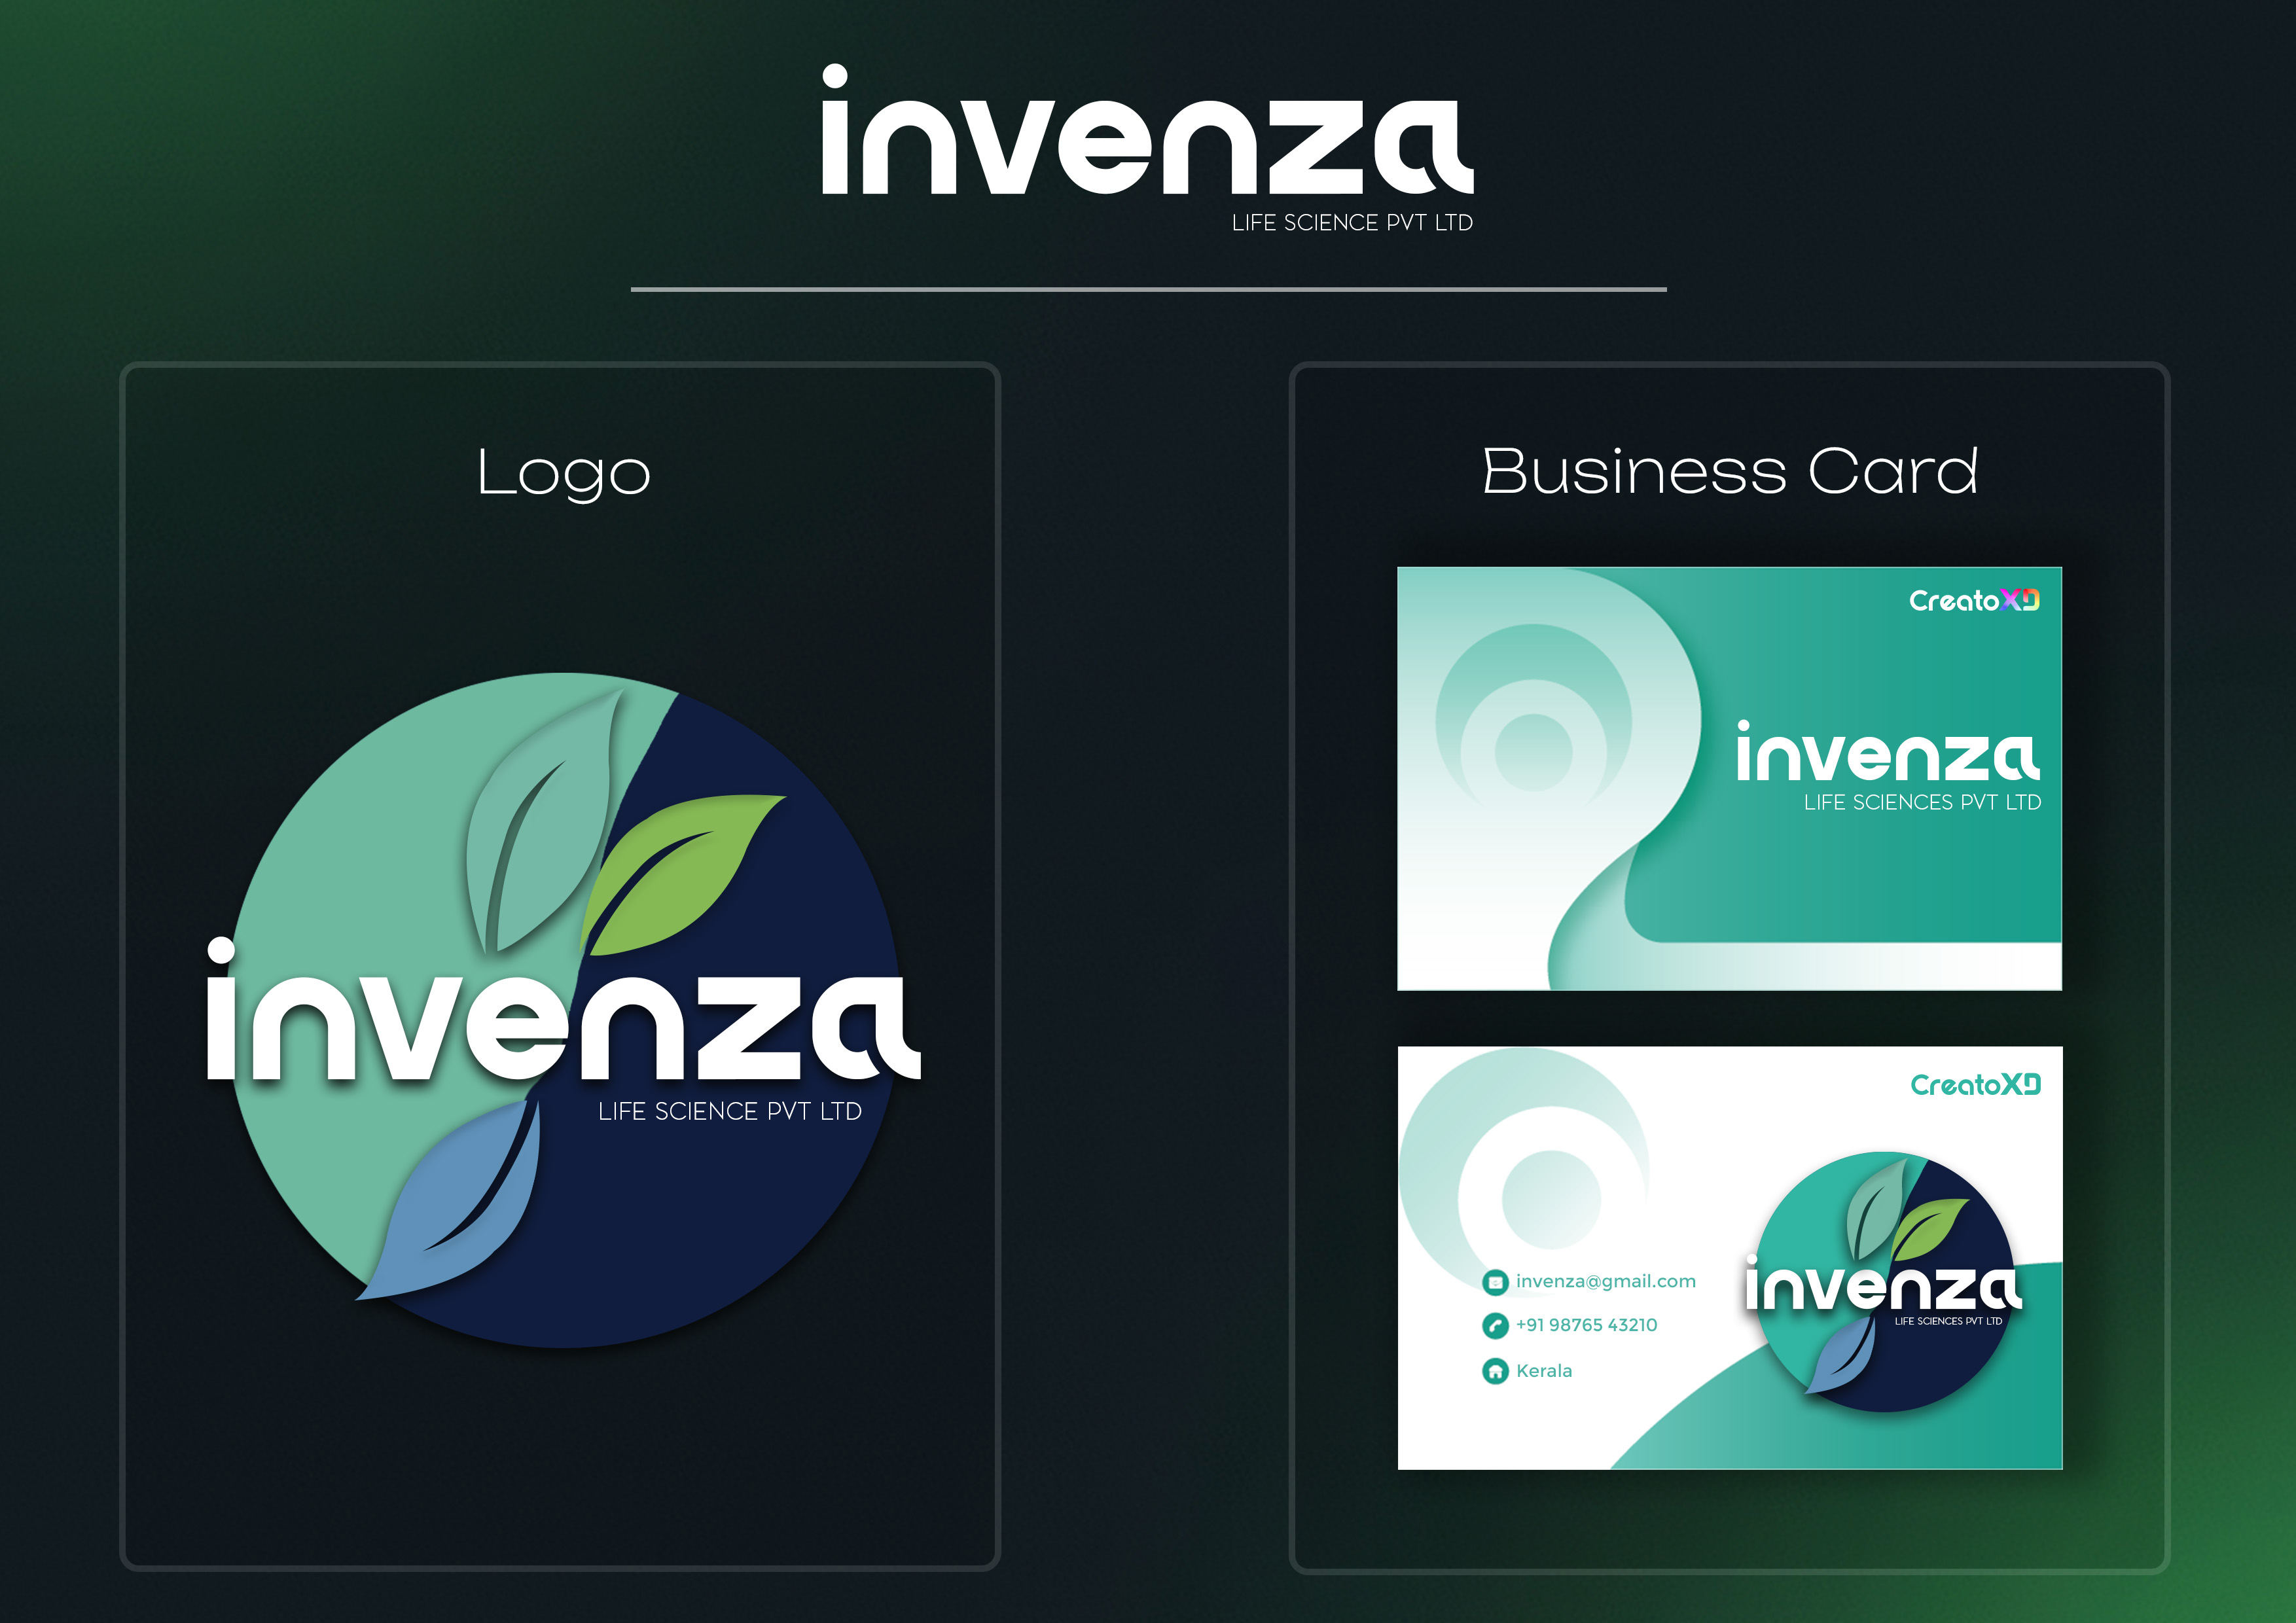 invenza
LIFE SCIENCE PVT LTD
Logo
invenza
LIFE SCIENCE PVT LTD
Business Card
CreatoXD
invenza
LIFE SCIENCES PVT LTD
CreatoXD
invenza@gmail.com
+91 98765 43210
Kerala
invenza
LIFE SCIENCES PVT LTD